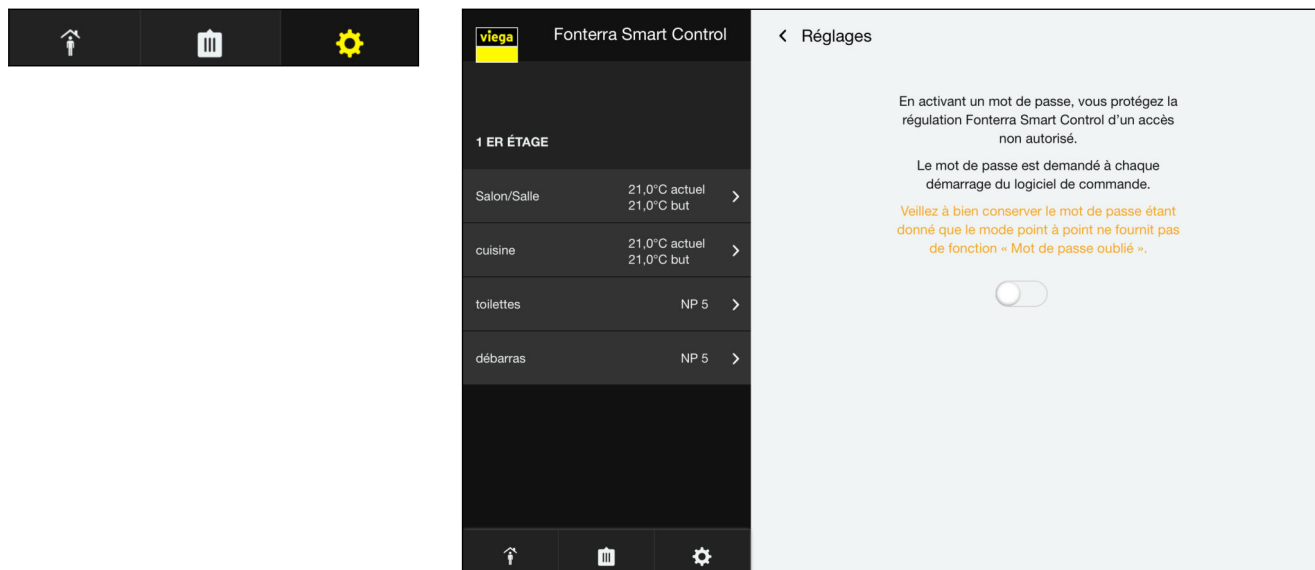 viega
Fonterra Smart Control
1 ER ÉTAGE
Salon/Salle
21,0°C actuel
21,0°C but
cuisine
21,0°C actuel
21,0°C but
toilettes
NP 5
débarras
NP 5
Réglages
En activant un mot de passe, vous protégez la
régulation Fonterra Smart Control d'un accès
non autorisé.
Le mot de passe est demandé à chaque
démarrage du logiciel de commande.
Veillez à bien conserver le mot de passe étant
donné que le mode point à point ne fournit pas
de fonction « Mot de passe oublié ».